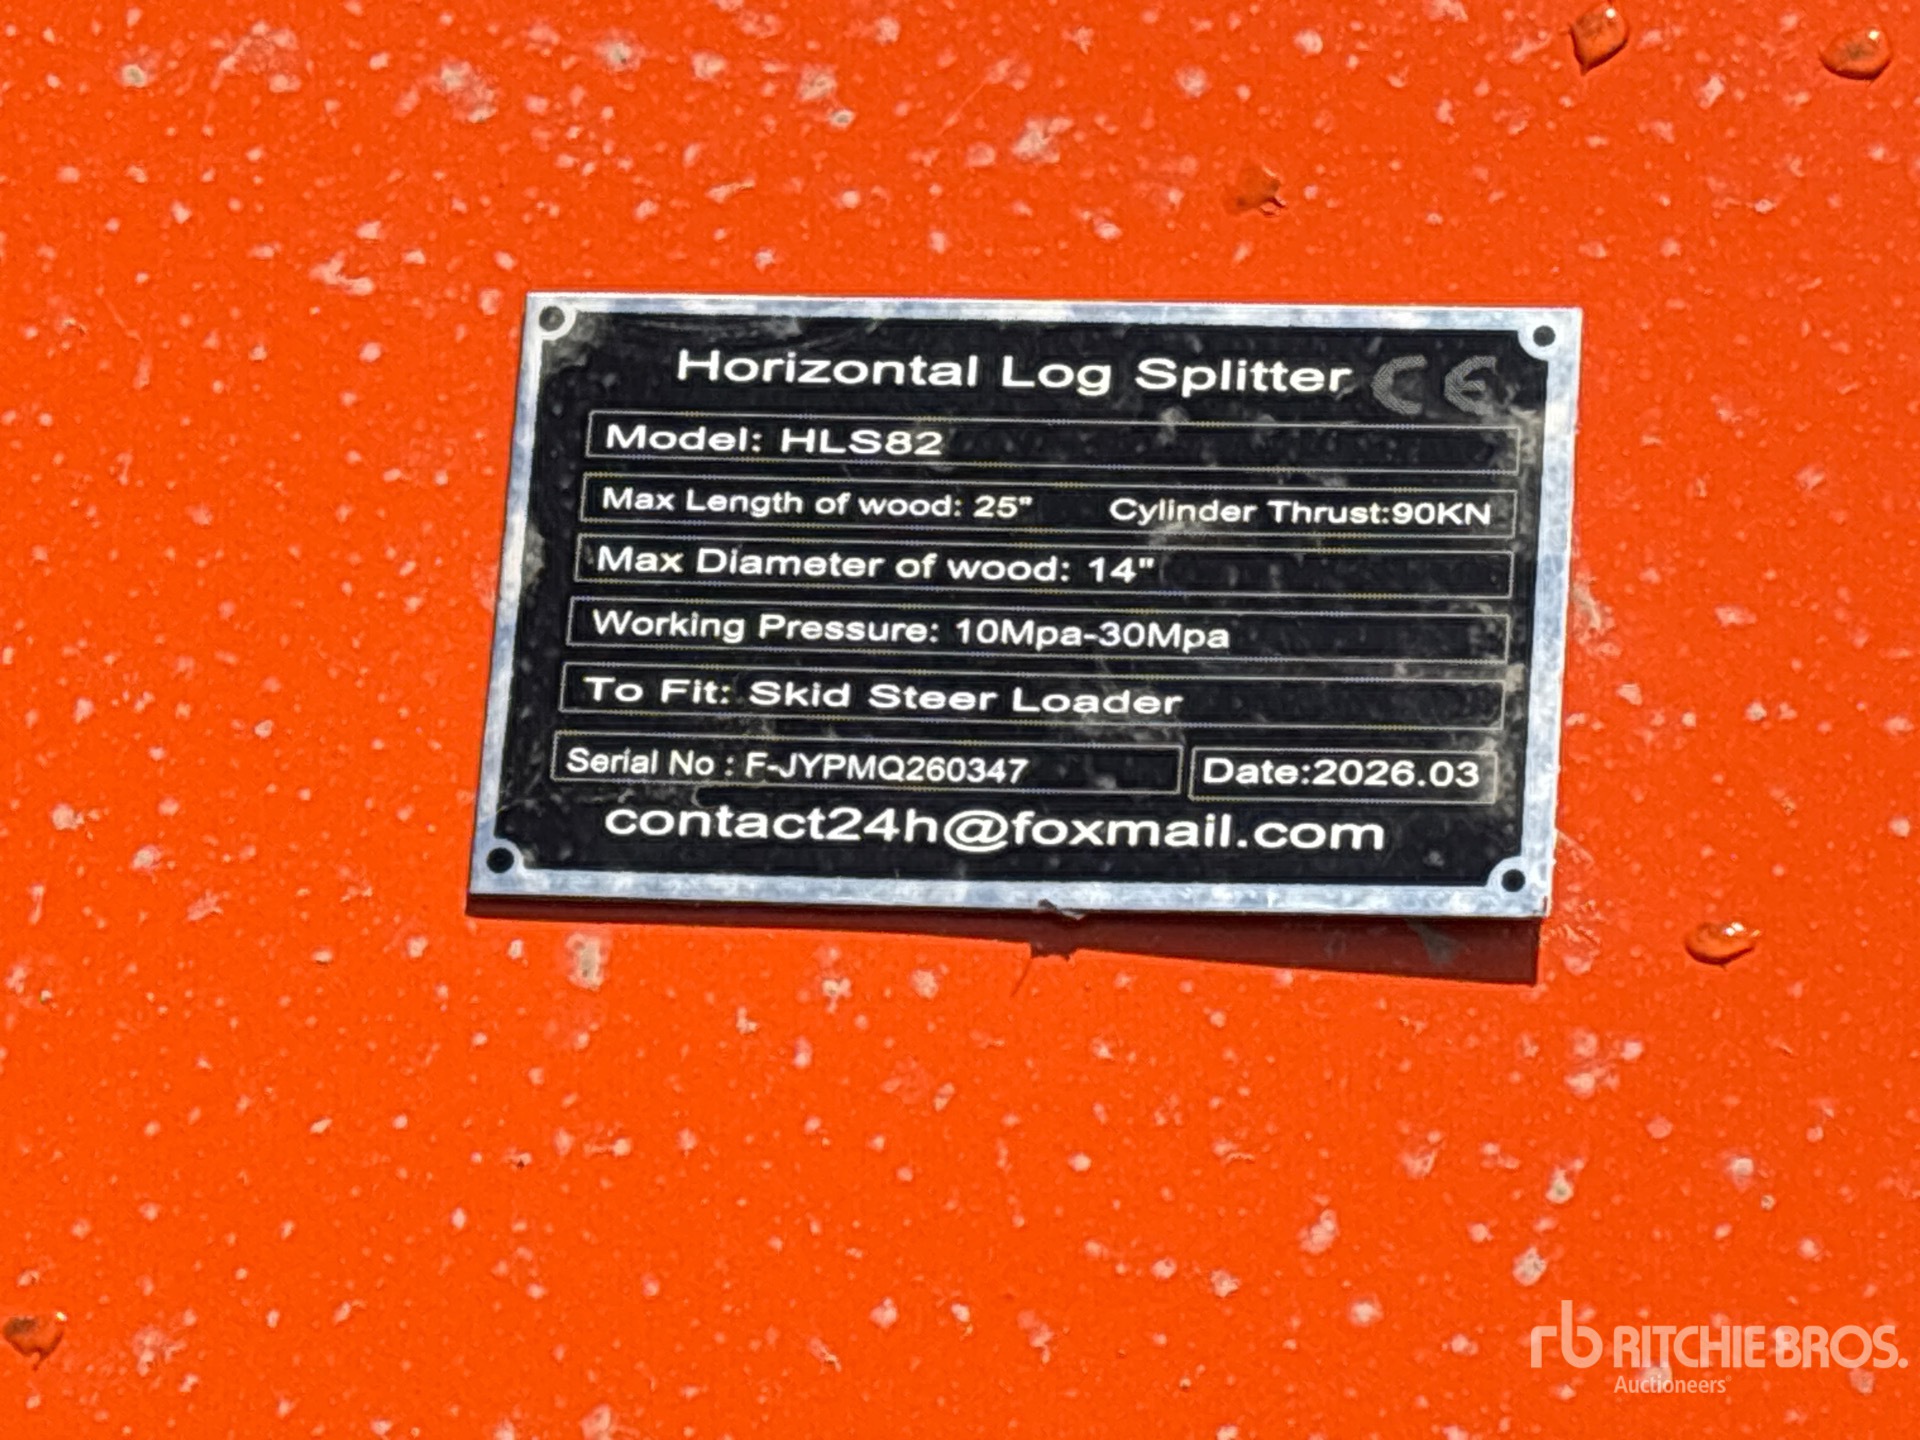 Horizontal Log Splitter CE
Model: HLS82
Max Length of wood: 25" Cylinder Thrust:90KN
Max Diameter of wood: 14"
Working Pressure: 10Mpa-30Mpa
To Fit: Skid Steer Loader
Serial No : F-JYPMQ260347 Date:2026.03
contact24h@foxmail.com
rb RITCHIE BROS.
Auctioneers